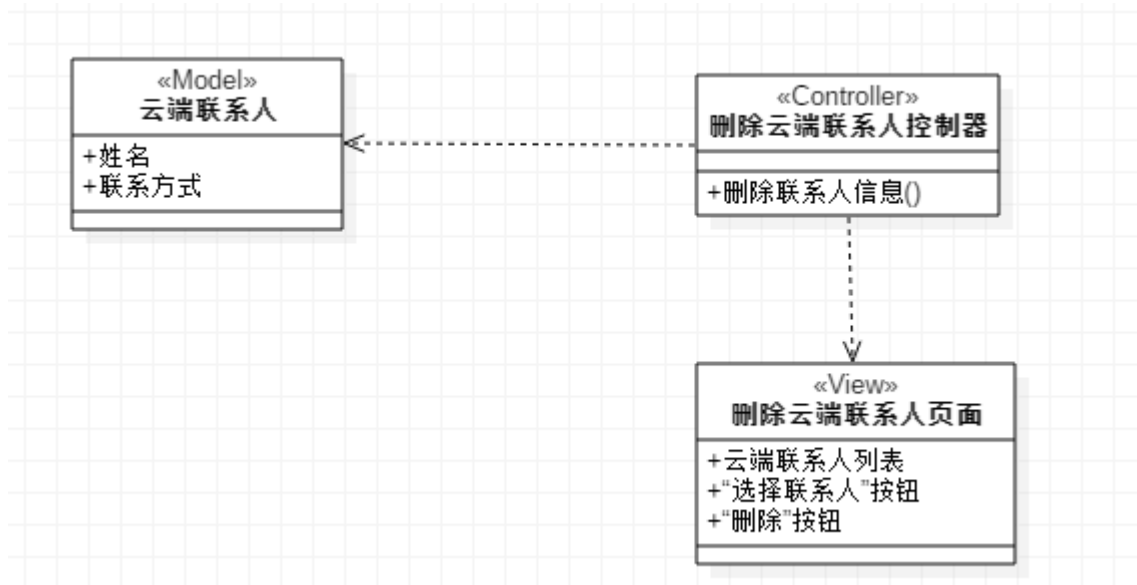 «Model»
云端联系人
+姓名
+联系方式
«Controller»
删除云端联系人控制器
+删除联系人信息()
«View»
删除云端联系人页面
+云端联系人列表
+“选择联系人”按钮
+“删除”按钮